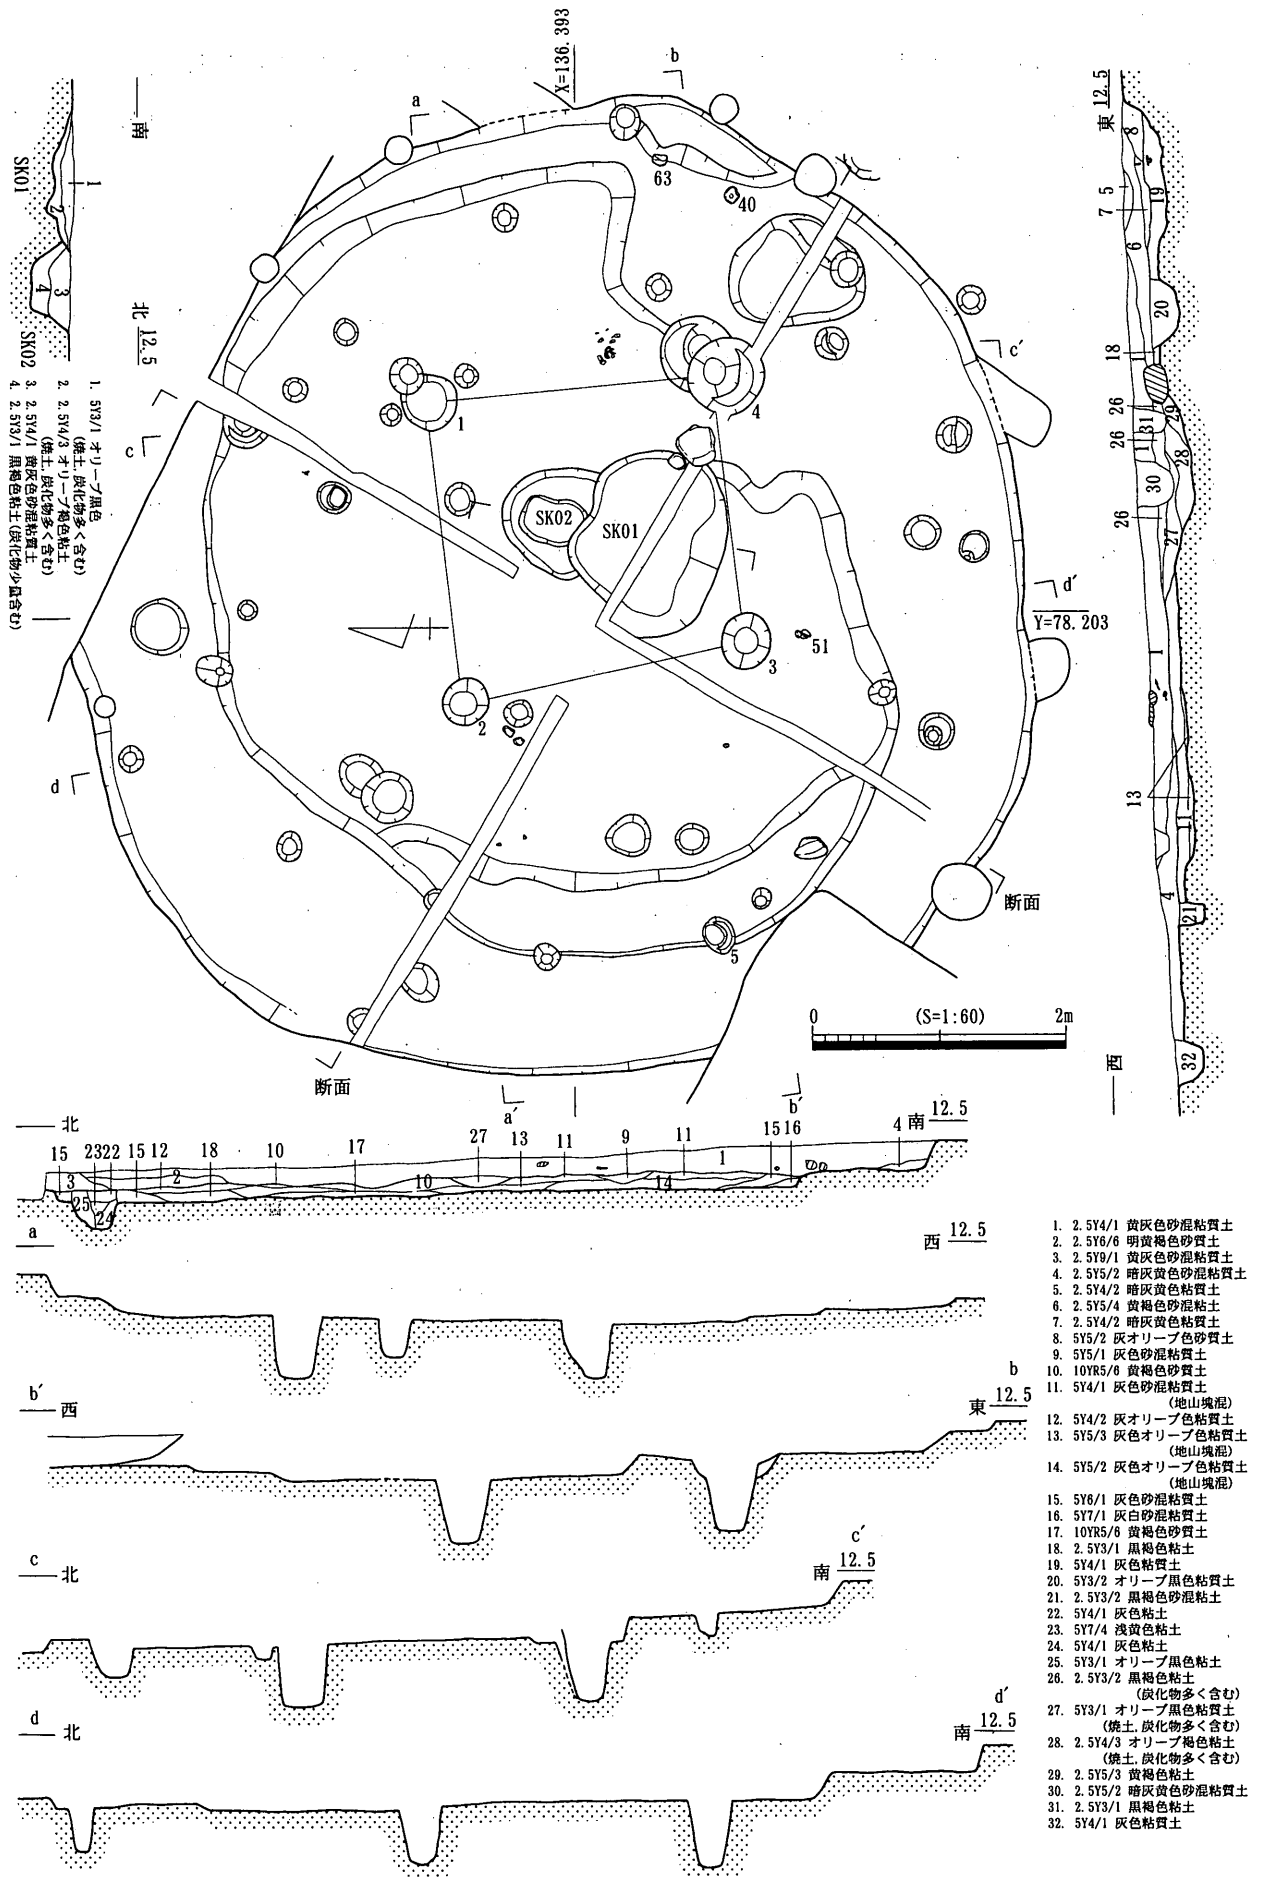 X=136.393
b
a
南
1
2
3
4
SK01
SK02
北 12.5
1. 5Y3/1 オリーブ黒色
(焼土,炭化物多く含む)
2. 2.5Y4/3 オリーブ褐色粘土
(焼土,炭化物多く含む)
3. 2.5Y4/1 黄灰色砂混粘質土
4. 2.5Y3/1 黒褐色粘土(炭化物少量含む)
63
40
c'
1
4
c
SK02
SK01
d'
Y=78.203
3
51
2
d
断面
5
断面
0 (S=1:60) 2m
a'
b'
東 12.5
8
19
7 5
6
20
18
26
29
31
26
1
28
30
26
27
1
13
11
4
21
32
西
北
南 12.5
15 23 22 15 12 18 10 17 27 13 11 9 11 1 15 16 4
3 2 10 14
25 24
a
西 12.5
b'
西
b
東 12.5
c
北
c'
南 12.5
d
北
d'
南 12.5
1. 2.5Y4/1 黄灰色砂混粘質土
2. 2.5Y6/6 明黄褐色砂質土
3. 2.5Y9/1 黄灰色砂混粘質土
4. 2.5Y5/2 暗灰黄色砂混粘質土
5. 2.5Y4/2 暗灰黄色粘質土
6. 2.5Y5/4 黄褐色砂混粘土
7. 2.5Y4/2 暗灰黄色粘質土
8. 5Y5/2 灰オリーブ色砂質土
9. 5Y5/1 灰色砂混粘質土
10. 10YR5/6 黄褐色砂質土
11. 5Y4/1 灰色砂混粘質土
(地山塊混)
12. 5Y4/2 灰オリーブ色粘質土
13. 5Y5/3 灰色オリーブ色粘質土
(地山塊混)
14. 5Y5/2 灰色オリーブ色粘質土
(地山塊混)
15. 5Y6/1 灰色砂混粘質土
16. 5Y7/1 灰白砂混粘質土
17. 10YR5/6 黄褐色砂質土
18. 2.5Y3/1 黒褐色粘土
19. 5Y4/1 灰色粘質土
20. 5Y3/2 オリーブ黒色粘質土
21. 2.5Y3/2 黒褐色砂混粘土
22. 5Y4/1 灰色粘土
23. 5Y7/4 浅黄色粘土
24. 5Y4/1 灰色粘土
25. 5Y3/1 オリーブ黒色粘土
26. 2.5Y3/2 黒褐色粘土
(炭化物多く含む)
27. 5Y3/1 オリーブ黒色粘質土
(焼土,炭化物多く含む)
28. 2.5Y4/3 オリーブ褐色粘土
(焼土,炭化物多く含む)
29. 2.5Y5/3 黄褐色粘土
30. 2.5Y5/2 暗灰黄色砂混粘質土
31. 2.5Y3/1 黒褐色粘土
32. 5Y4/1 灰色粘質土